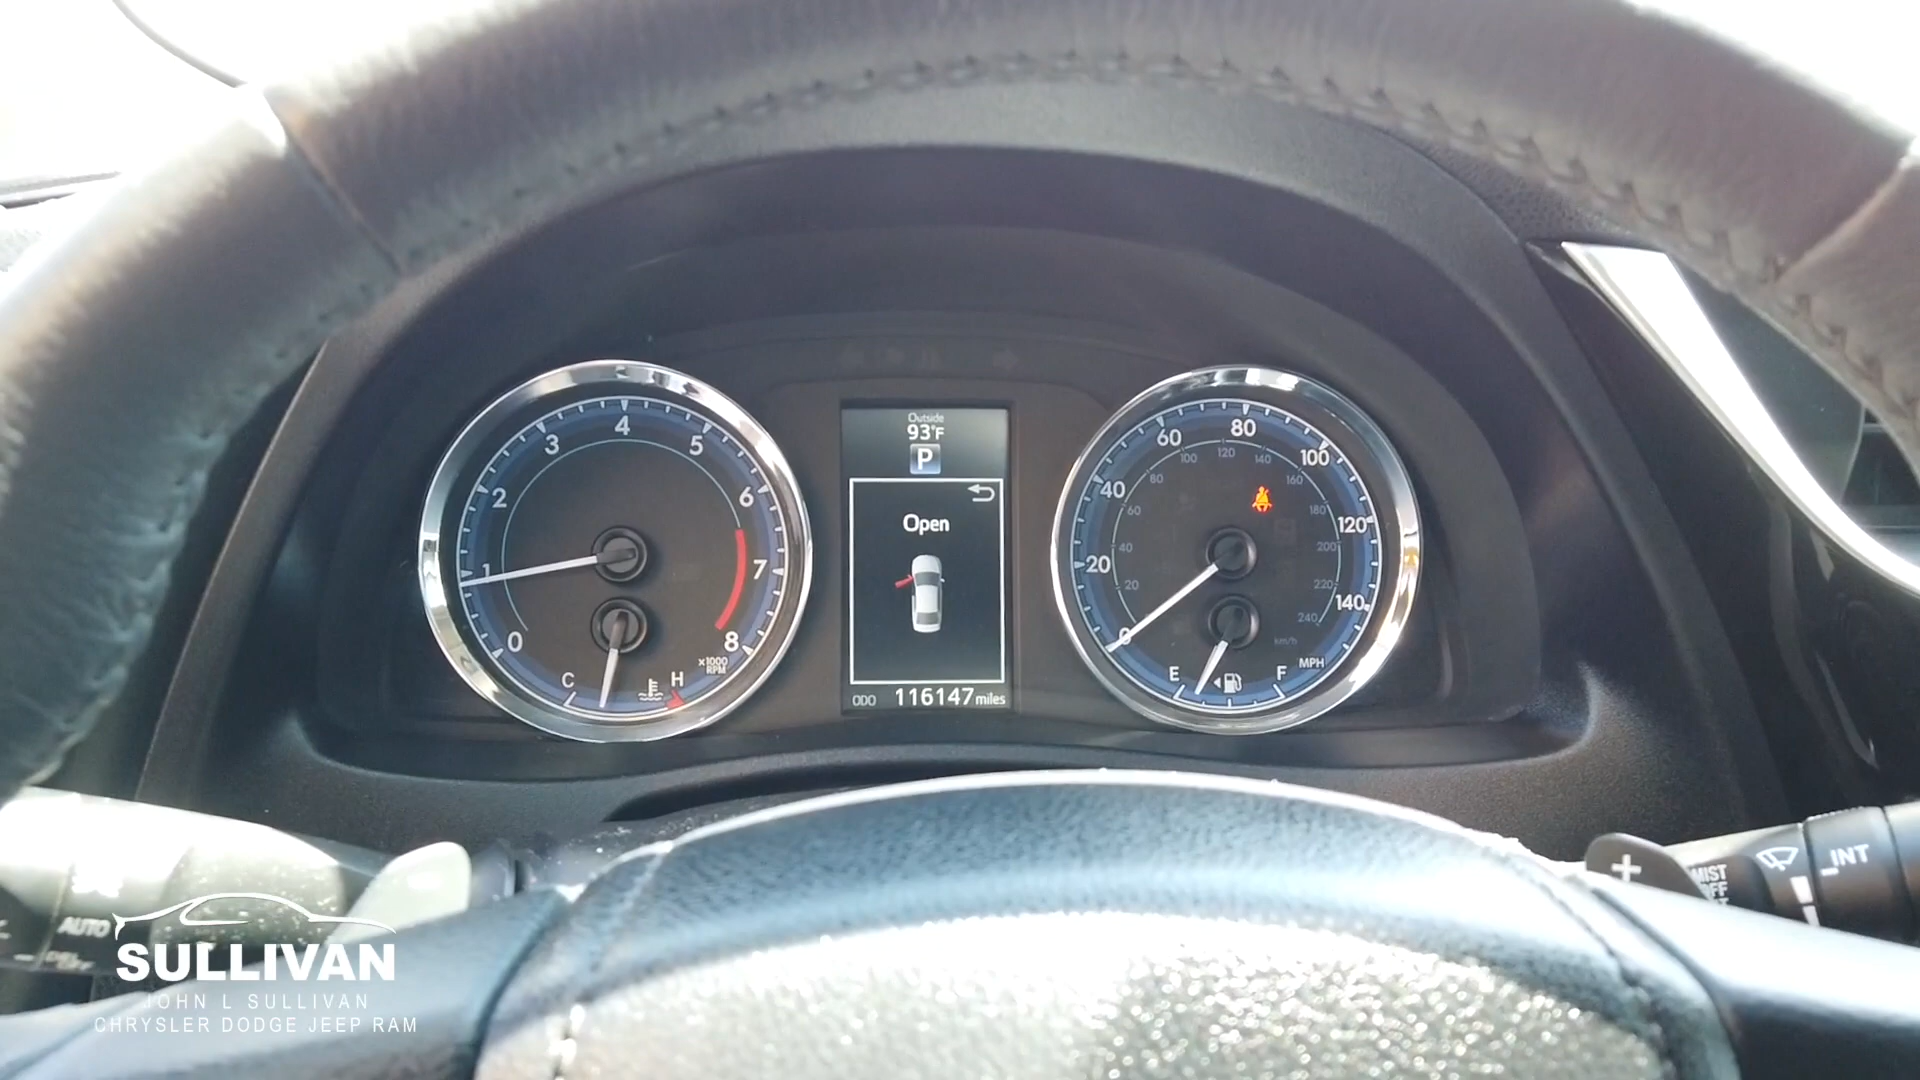 Outside
93°F
P
Open
ODO 116147 miles
0 1 2 3 4 5 6 7 8
×1000
RPM
C H
0 20 40 60 80 100 120 140
20 40 60 80 100 120 140 160 180 200 220 240
km/h
MPH
E F
AUTO
OFF
+
MIST
OFF
INT
SULLIVAN
JOHN L SULLIVAN
CHRYSLER DODGE JEEP RAM